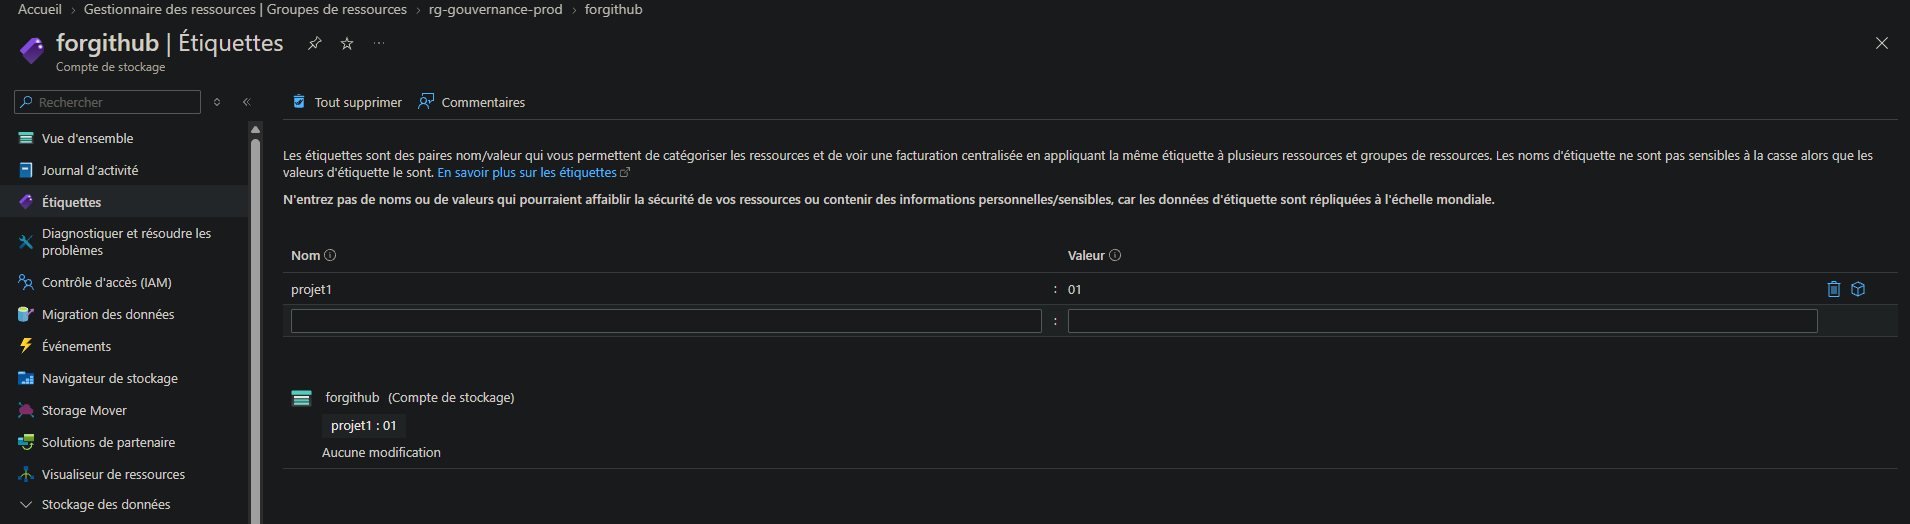 Accueil > Gestionnaire des ressources | Groupes de ressources > rg-gouvernance-prod > forgithub
forgithub | Étiquettes
Compte de stockage
Rechercher
Tout supprimer
Commentaires
Vue d'ensemble
Journal d'activité
Étiquettes
Diagnostiquer et résoudre les
problèmes
Contrôle d'accès (IAM)
Migration des données
Événements
Navigateur de stockage
Storage Mover
Solutions de partenaire
Visualiseur de ressources
Stockage des données
Les étiquettes sont des paires nom/valeur qui vous permettent de catégoriser les ressources et de voir une facturation centralisée en appliquant la même étiquette à plusieurs ressources et groupes de ressources. Les noms d'étiquette ne sont pas sensibles à la casse alors que les
valeurs d'étiquette le sont. En savoir plus sur les étiquettes
N'entrez pas de noms ou de valeurs qui pourraient affaiblir la sécurité de vos ressources ou contenir des informations personnelles/sensibles, car les données d'étiquette sont répliquées à l'échelle mondiale.
Nom Valeur
projet1 : 01
:
forgithub (Compte de stockage)
projet1 : 01
Aucune modification